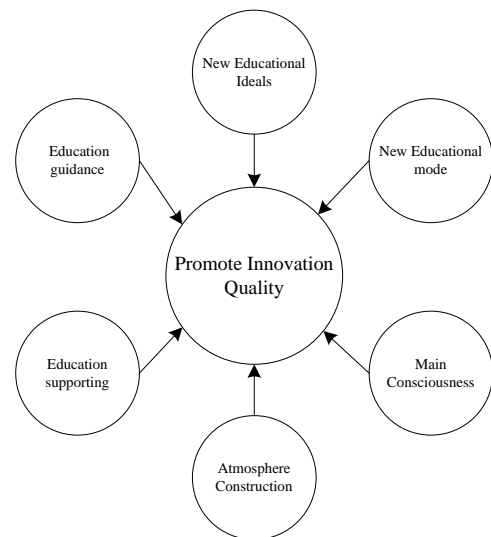 New Educational
Ideals
Education
guidance
New Educational
mode
Promote Innovation
Quality
Education
supporting
Main
Consciousness
Atmosphere
Construction